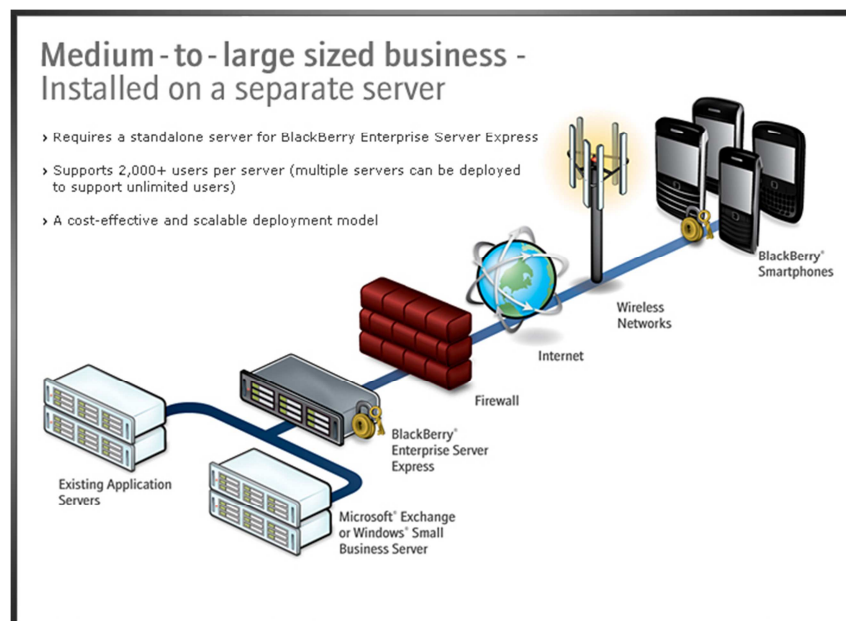 Medium-to-large sized business -
Installed on a separate server
› Requires a standalone server for BlackBerry Enterprise Server Express
› Supports 2,000+ users per server (multiple servers can be deployed
to support unlimited users)
› A cost-effective and scalable deployment model
BlackBerry®
Smartphones
Wireless
Networks
Internet
Firewall
BlackBerry®
Enterprise Server
Express
Existing Application
Servers
Microsoft® Exchange
or Windows® Small
Business Server